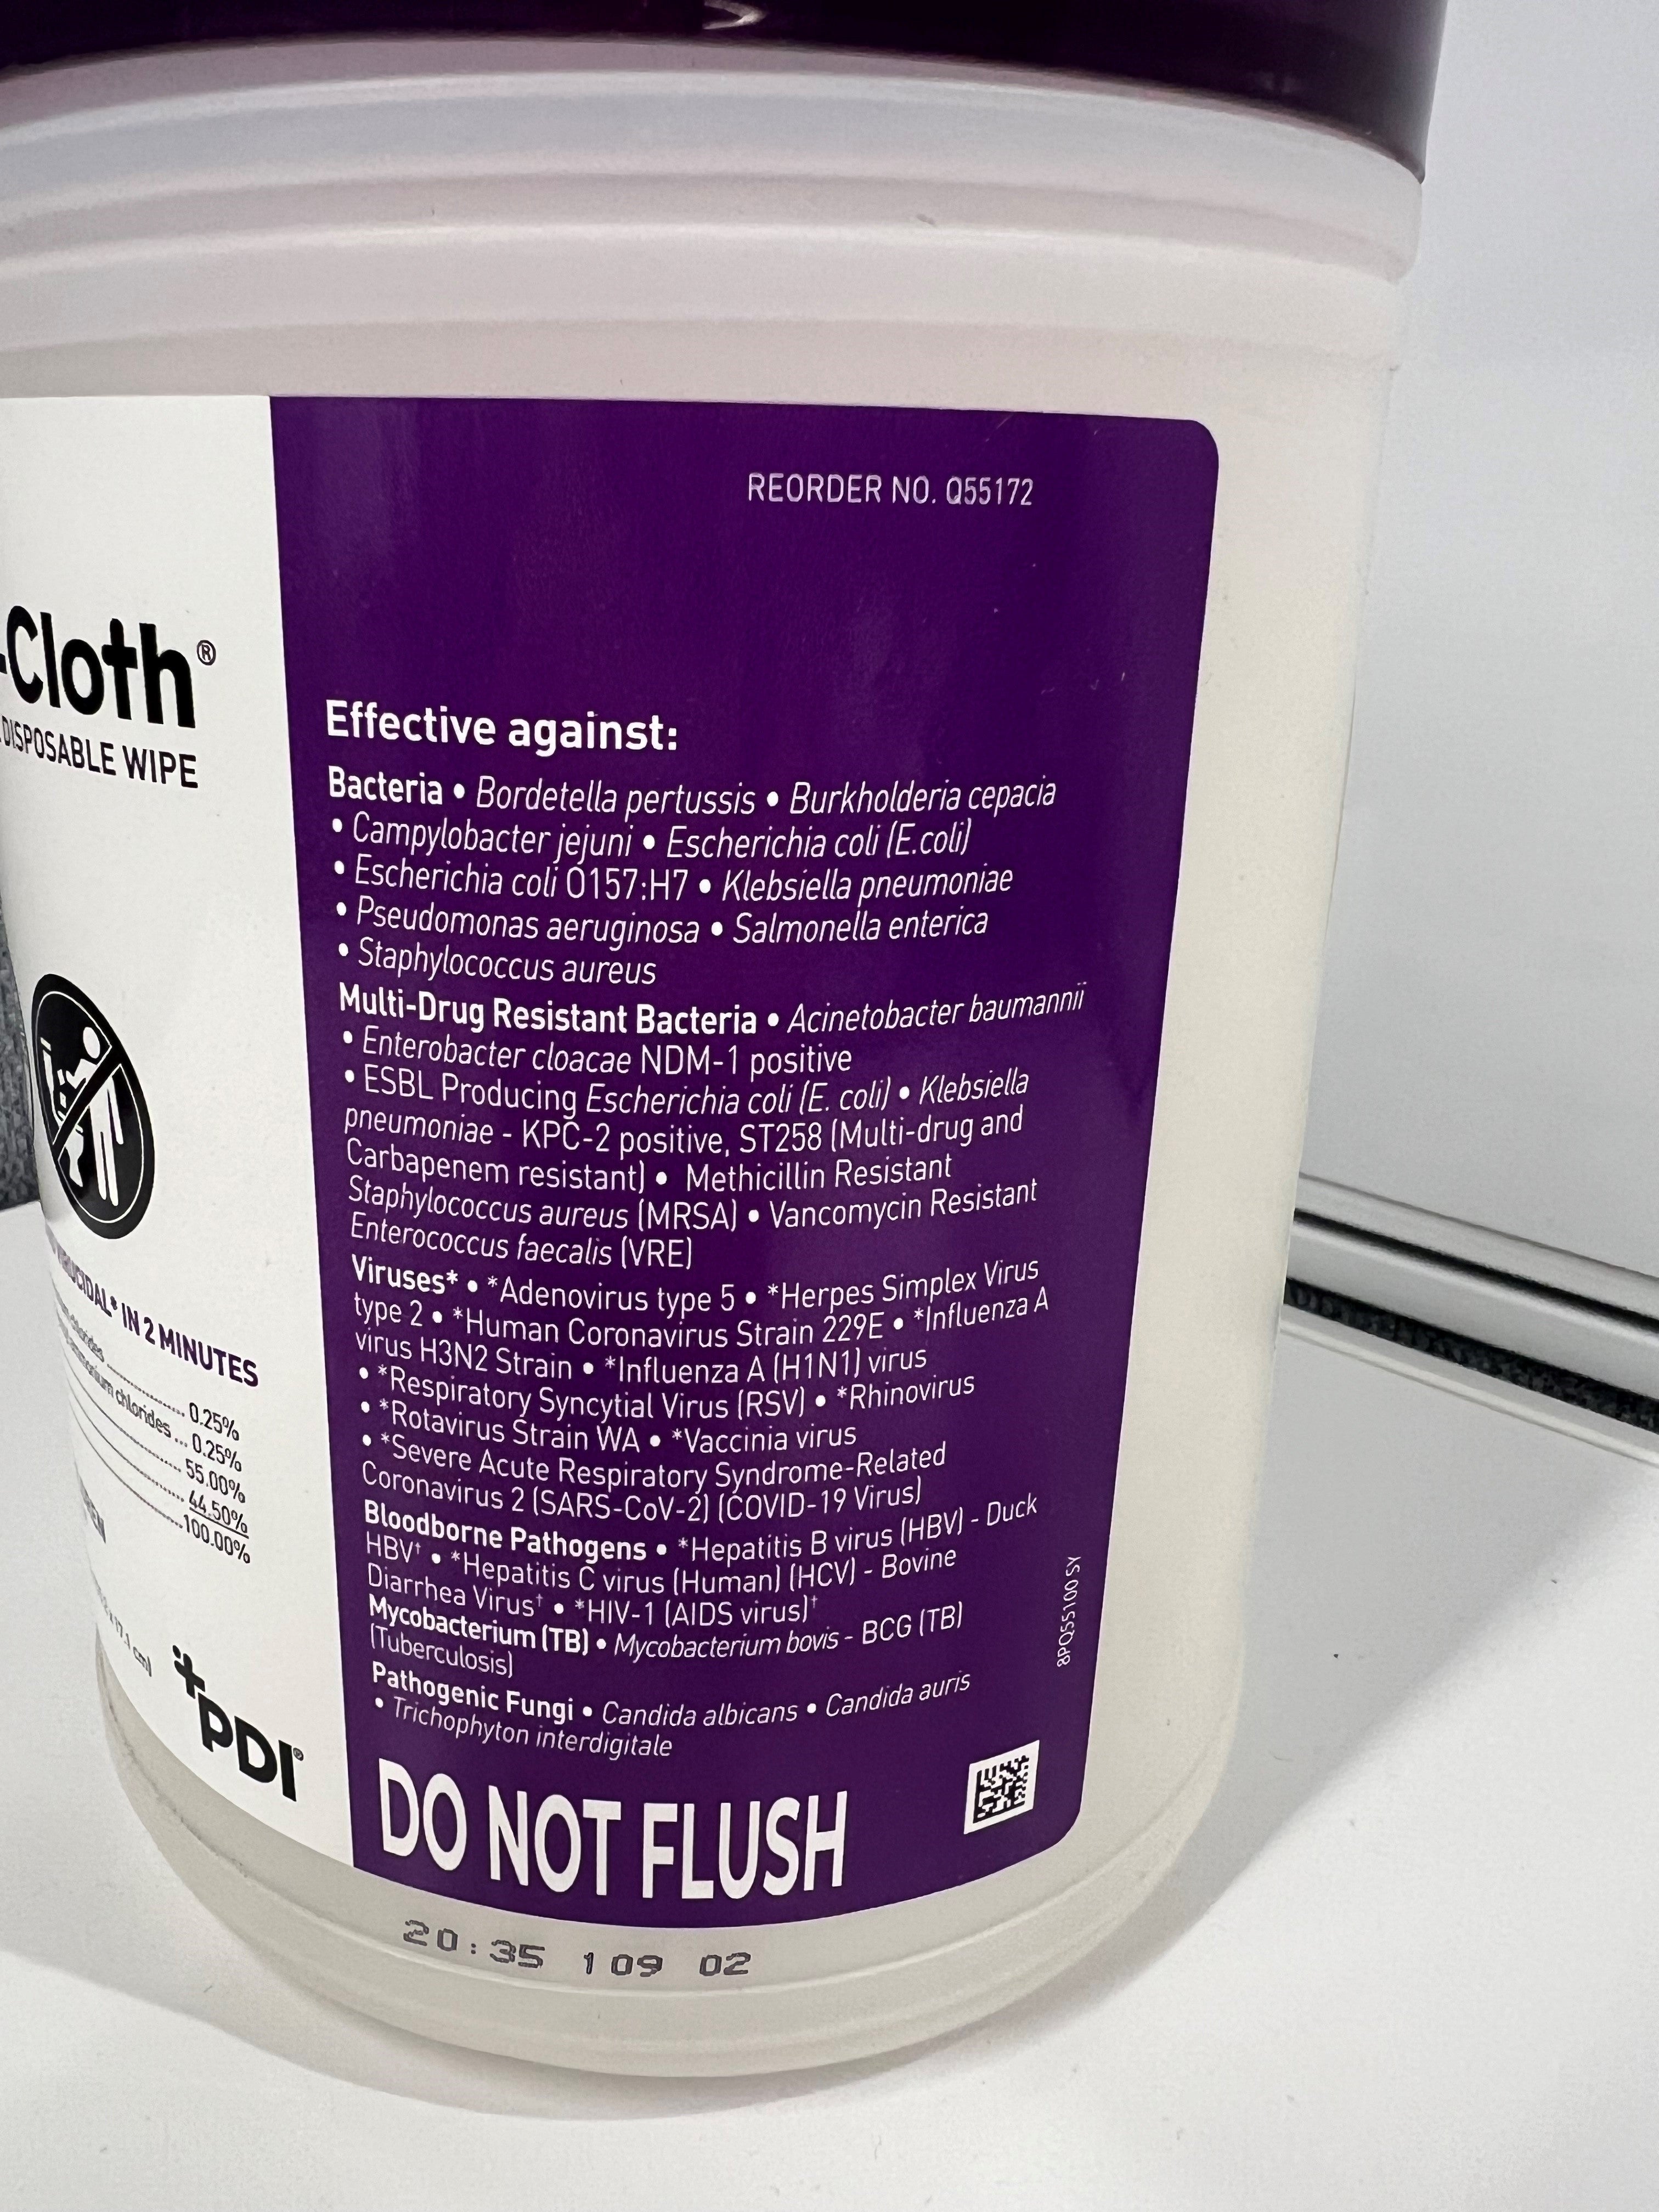 REORDER NO. Q55172
-Cloth®
DISPOSABLE WIPE
Effective against:
Bacteria • Bordetella pertussis • Burkholderia cepacia
• Campylobacter jejuni • Escherichia coli (E.coli)
• Escherichia coli O157:H7 • Klebsiella pneumoniae
• Pseudomonas aeruginosa • Salmonella enterica
• Staphylococcus aureus
Multi-Drug Resistant Bacteria • Acinetobacter baumannii
• Enterobacter cloacae NDM-1 positive
• ESBL Producing Escherichia coli (E. coli) • Klebsiella
pneumoniae - KPC-2 positive, ST258 (Multi-drug and
Carbapenem resistant) • Methicillin Resistant
Staphylococcus aureus (MRSA) • Vancomycin Resistant
Enterococcus faecalis (VRE)
Viruses* • *Adenovirus type 5 • *Herpes Simplex Virus
type 2 • *Human Coronavirus Strain 229E • *Influenza A
virus H3N2 Strain • *Influenza A (H1N1) virus
• *Respiratory Syncytial Virus (RSV) • *Rhinovirus
• *Rotavirus Strain WA • *Vaccinia virus
• *Severe Acute Respiratory Syndrome-Related
Coronavirus 2 (SARS-CoV-2) (COVID-19 Virus)
Bloodborne Pathogens • *Hepatitis B virus (HBV) - Duck
HBV† • *Hepatitis C virus (Human) (HCV) - Bovine
Diarrhea Virus† • *HIV-1 (AIDS virus)†
Mycobacterium (TB) • Mycobacterium bovis - BCG (TB)
(Tuberculosis)
Pathogenic Fungi • Candida albicans • Candida auris
• Trichophyton interdigitale
DO NOT FLUSH
8PQ55100 SY
VIRUCIDAL* IN 2 MINUTES
chlorides ... 0.25%
ammonium chlorides ... 0.25%
55.00%
44.50%
100.00%
17.1 cm)
PDI®
20:35 109 02